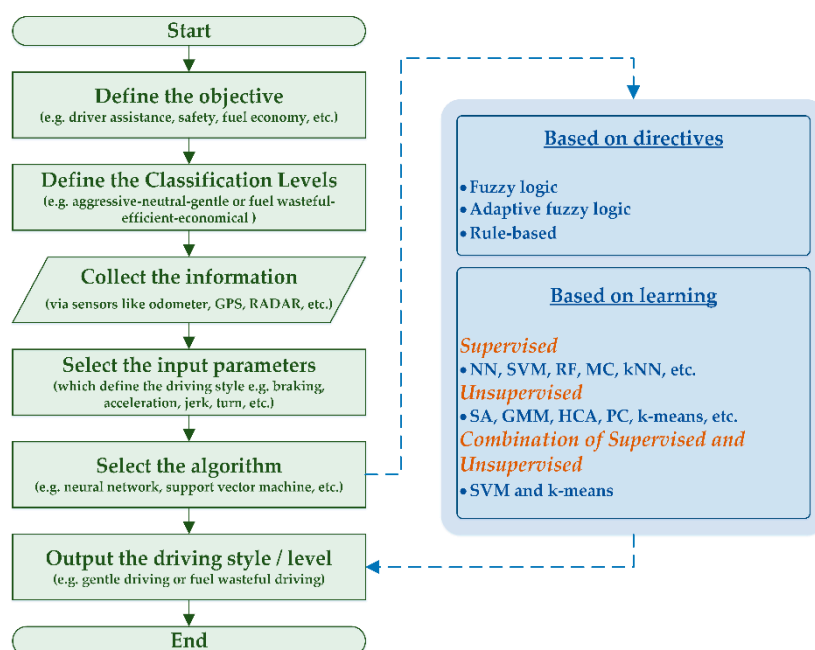 Start
Define the objective
(e.g. driver assistance, safety, fuel economy, etc.)
Define the Classification Levels
(e.g. aggressive-neutral-gentle or fuel wasteful-
efficient-economical )
Collect the information
(via sensors like odometer, GPS, RADAR, etc.)
Select the input parameters
(which define the driving style e.g. braking,
acceleration, jerk, turn, etc.)
Select the algorithm
(e.g. neural network, support vector machine, etc.)
Output the driving style / level
(e.g. gentle driving or fuel wasteful driving)
End
Based on directives
• Fuzzy logic
• Adaptive fuzzy logic
• Rule-based
Based on learning
Supervised
• NN, SVM, RF, MC, kNN, etc.
Unsupervised
• SA, GMM, HCA, PC, k-means, etc.
Combination of Supervised and
Unsupervised
• SVM and k-means